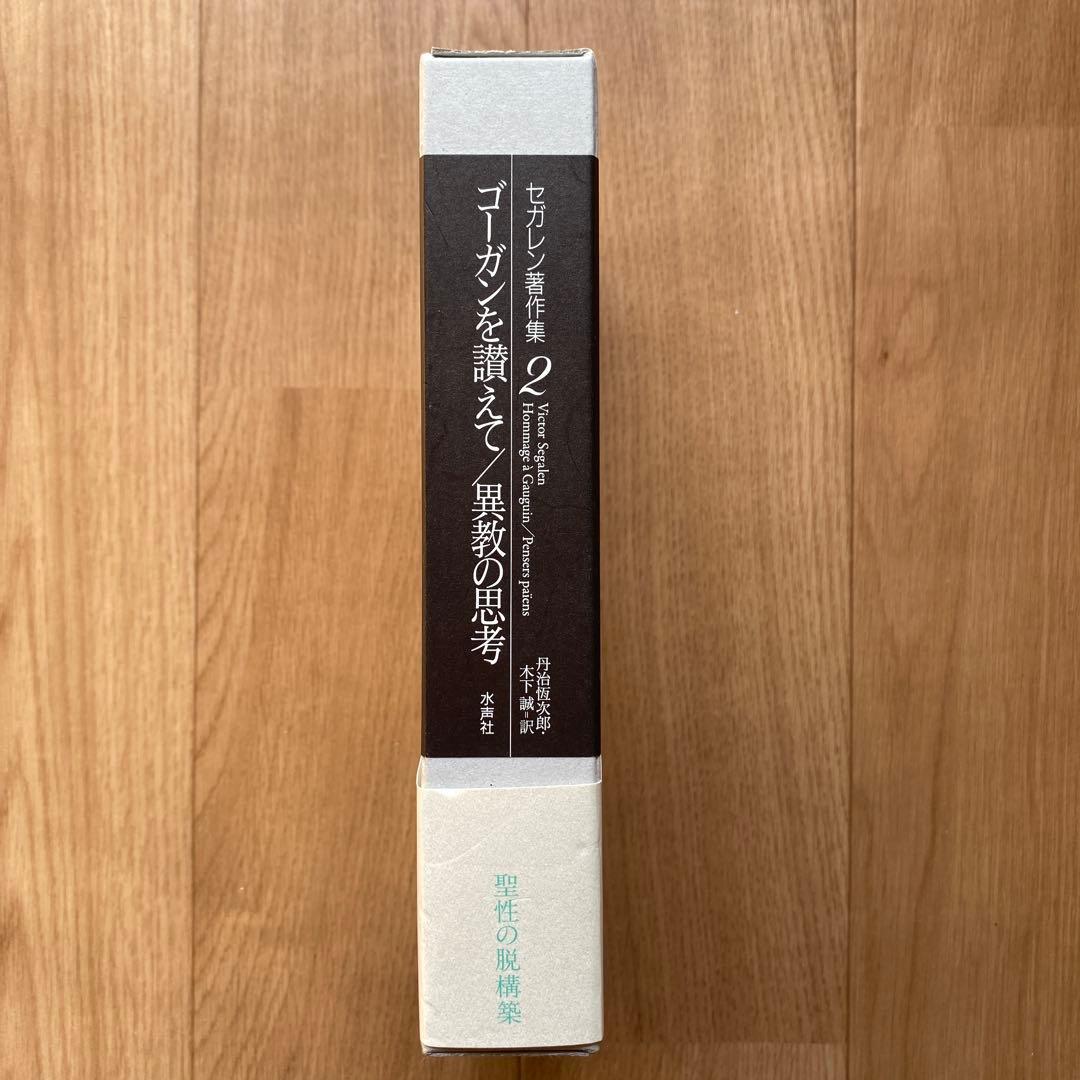 セガレン著作集 2
Victor Segalen
Hommage à Gauguin／Pensers païens
丹治恆次郎・
木下 誠＝訳
ゴーガンを讃えて／異教の思考
水声社
聖性の脱構築